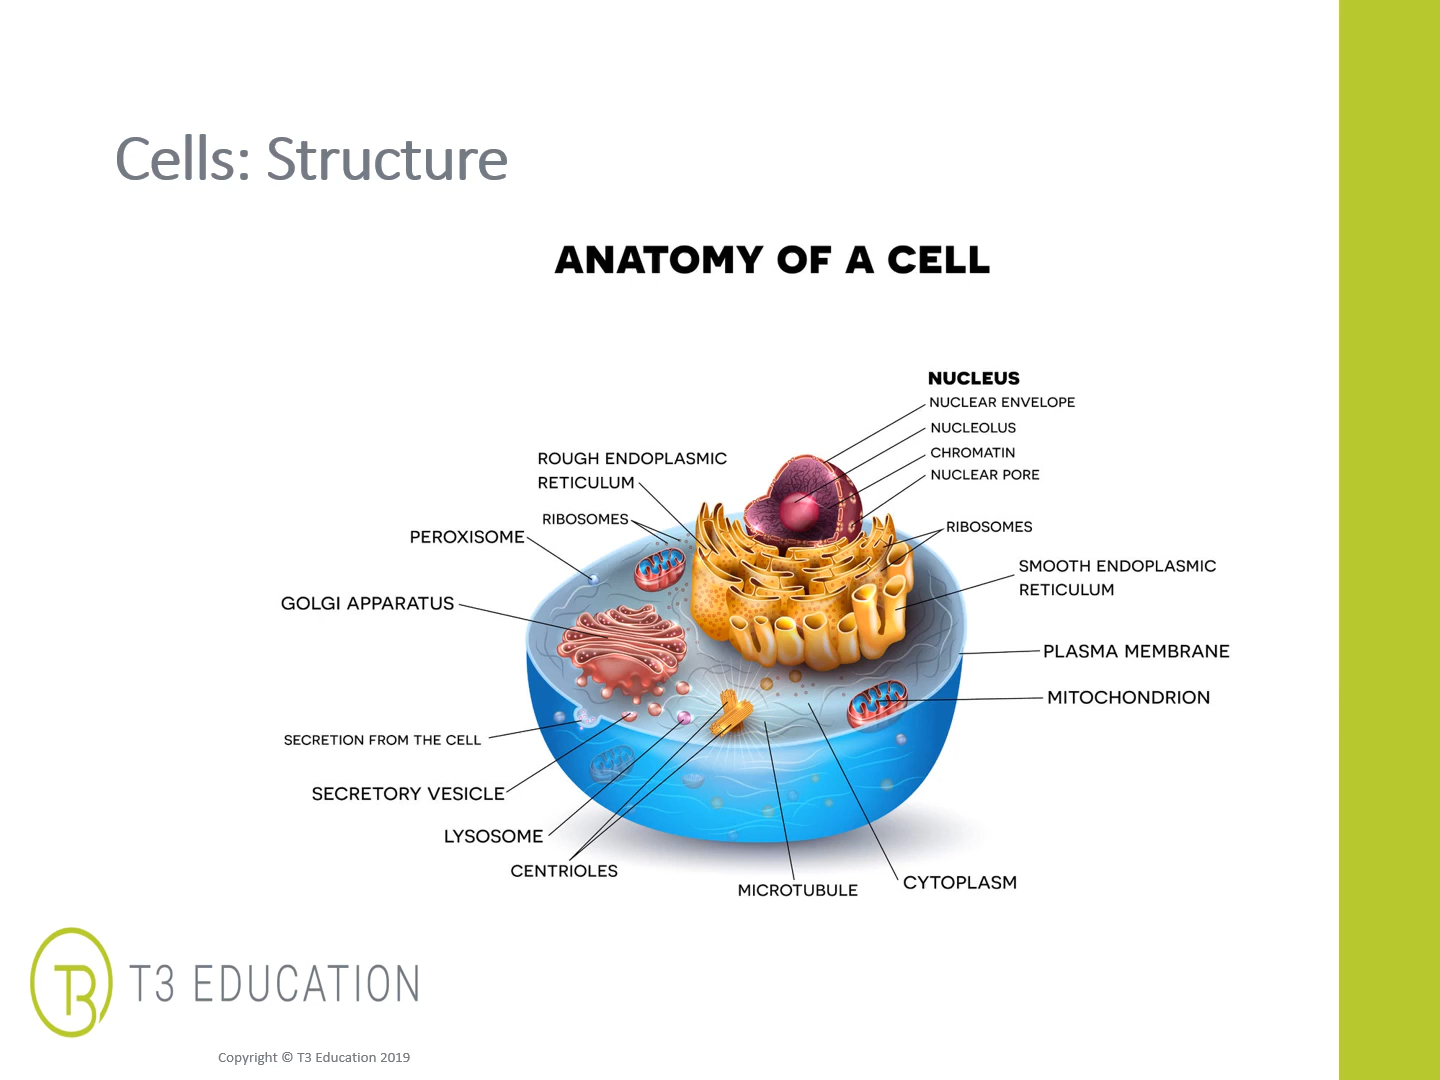 Cells: Structure
ANATOMY OF A CELL
NUCLEUS
NUCLEAR ENVELOPE
NUCLEOLUS
CHROMATIN
NUCLEAR PORE
ROUGH ENDOPLASMIC
RETICULUM
RIBOSOMES
PEROXISOME
RIBOSOMES
SMOOTH ENDOPLASMIC
RETICULUM
GOLGI APPARATUS
PLASMA MEMBRANE
MITOCHONDRION
SECRETION FROM THE CELL
SECRETORY VESICLE
LYSOSOME
CENTRIOLES
MICROTUBULE
CYTOPLASM
T3 EDUCATION
Copyright © T3 Education 2019